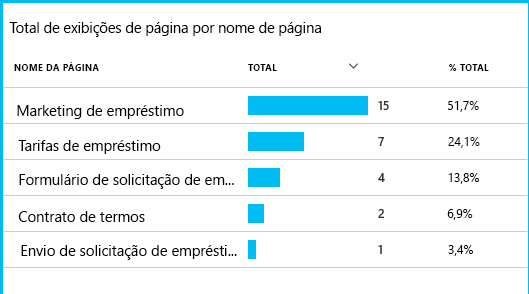 Total de exibições de página por nome de página
NOME DA PÁGINA TOTAL % TOTAL
Marketing de empréstimo 15 51,7%
Tarifas de empréstimo 7 24,1%
Formulário de solicitação de em... 4 13,8%
Contrato de termos 2 6,9%
Envio de solicitação de emprésti... 1 3,4%